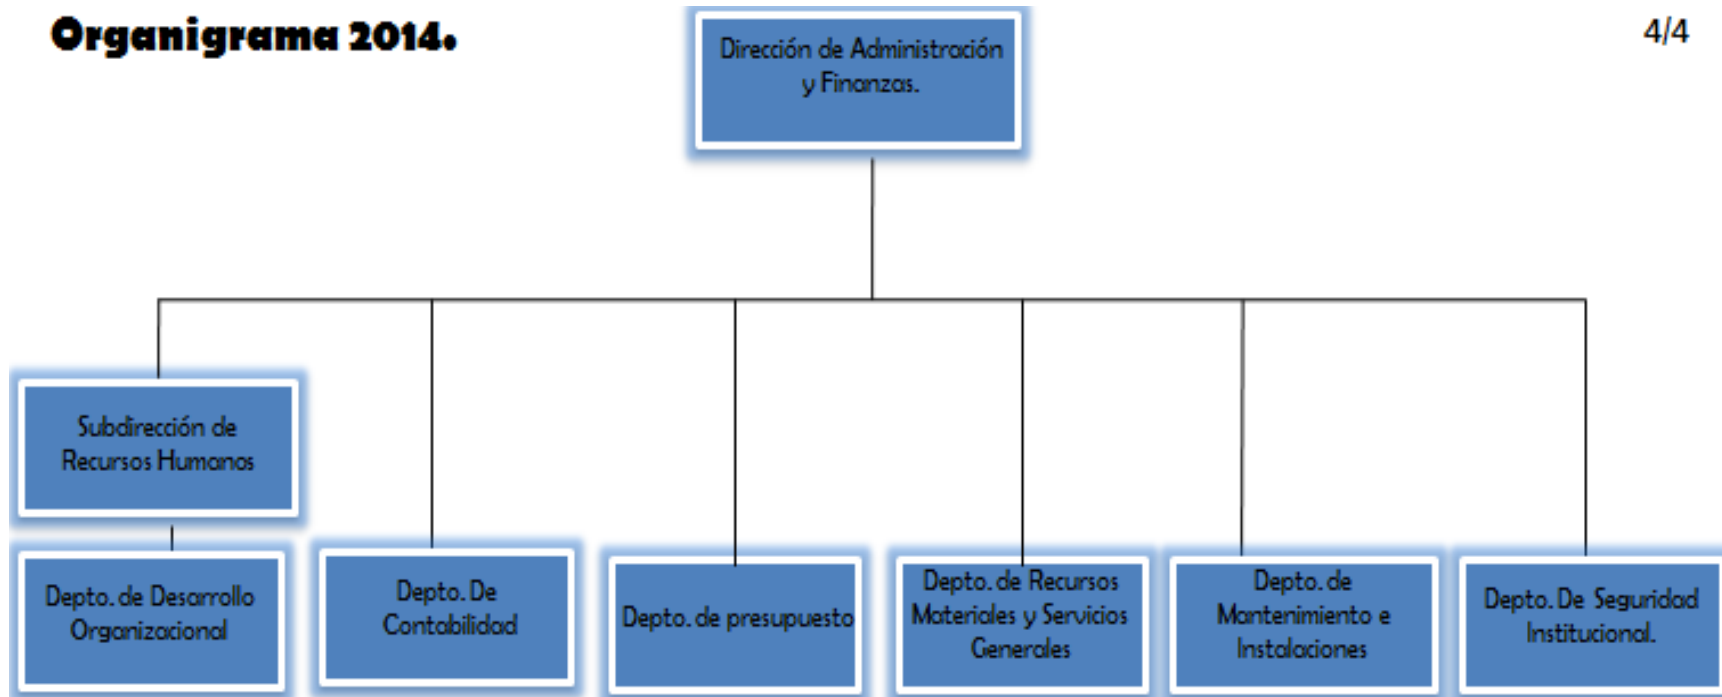 Organigrama 2014.
4/4
Dirección de Administración
y Finanzas.
Subdirección de
Recursos Humanos
Depto. de Desarrollo
Organizacional
Depto. De
Contabilidad
Depto. de presupuesto
Depto. de Recursos
Materiales y Servicios
Generales
Depto. de
Mantenimiento e
Instalaciones
Depto. De Seguridad
Institucional.